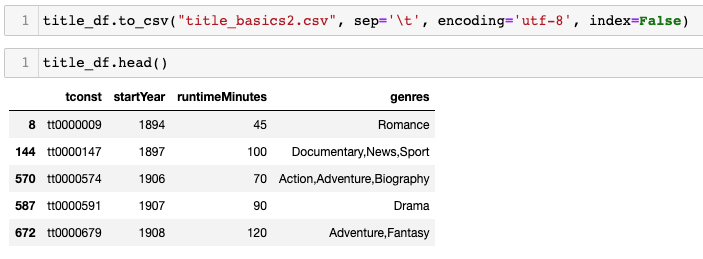 1 title_df.to_csv("title_basics2.csv", sep='\t', encoding='utf-8', index=False)
1 title_df.head()
tconst startYear runtimeMinutes genres
8 tt0000009 1894 45 Romance
144 tt0000147 1897 100 Documentary,News,Sport
570 tt0000574 1906 70 Action,Adventure,Biography
587 tt0000591 1907 90 Drama
672 tt0000679 1908 120 Adventure,Fantasy